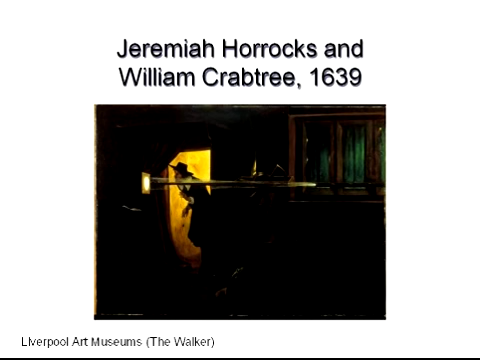 Jeremiah Horrocks and
William Crabtree, 1639
Liverpool Art Museums (The Walker)